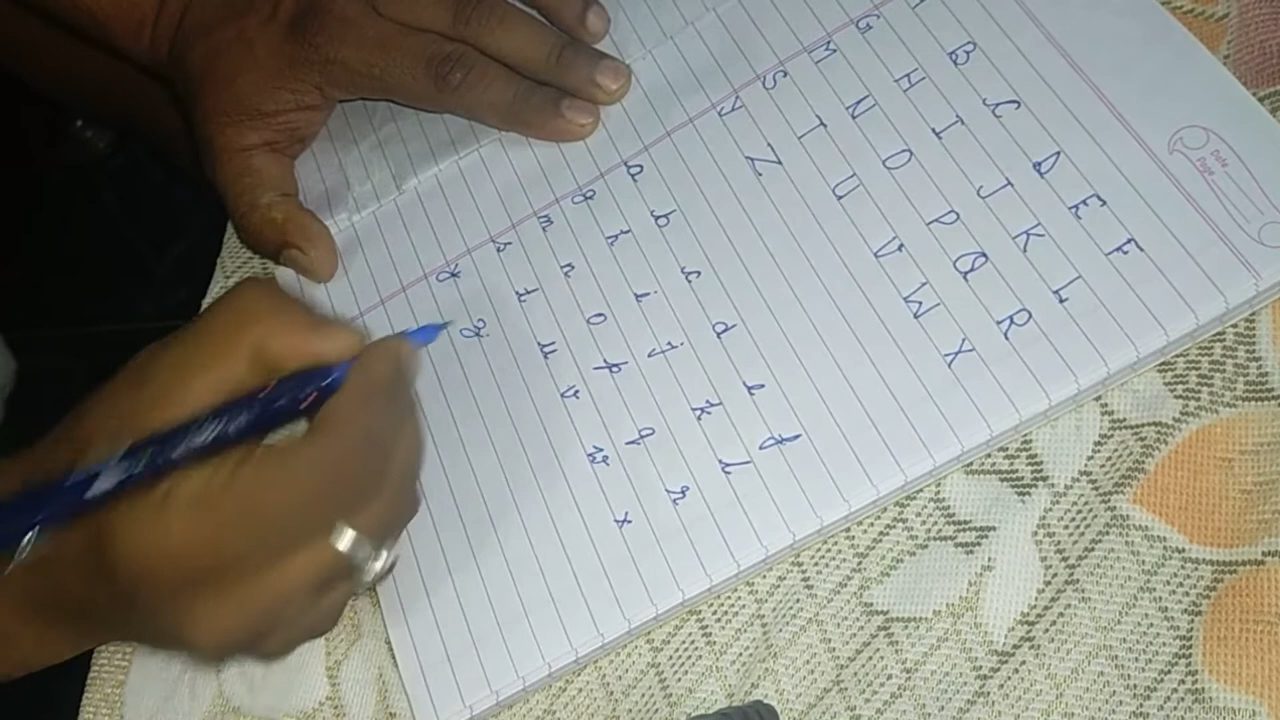 Date
Page
B C D E F
G H I J K L
M N O P Q R
S T U V W X
Y Z
a b c d e f
g h i j k l
m n o p q r
s t u v w x
y z